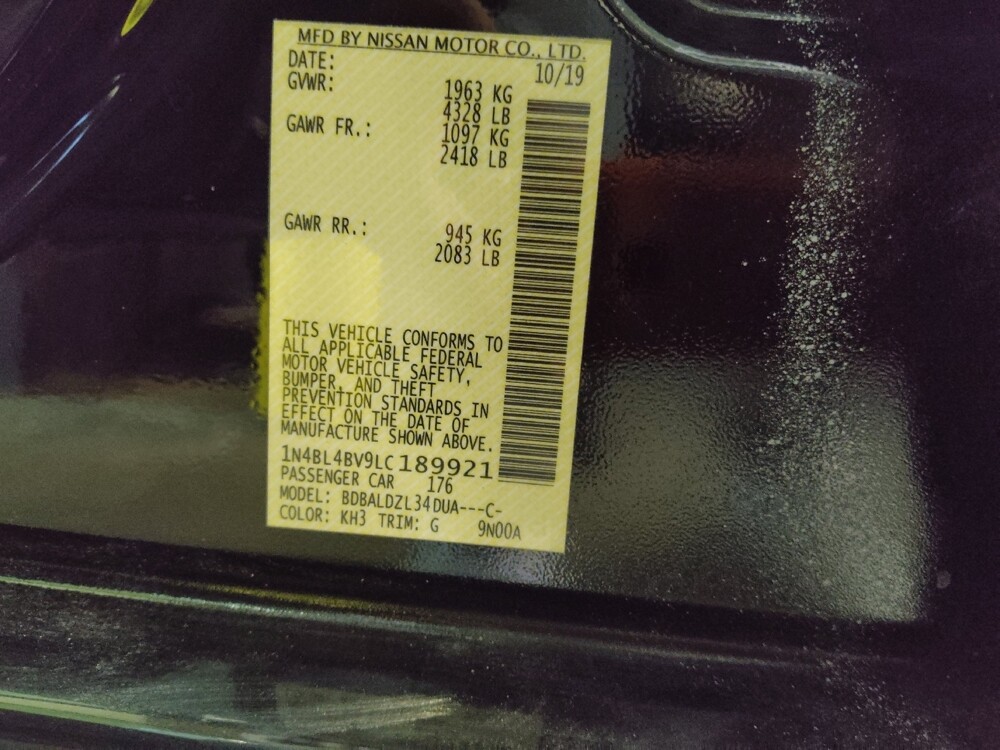 MFD BY NISSAN MOTOR CO., LTD.
DATE: 10/19
GVWR: 1963 KG
4328 LB
GAWR FR.: 1097 KG
2418 LB
GAWR RR.: 945 KG
2083 LB
THIS VEHICLE CONFORMS TO
ALL APPLICABLE FEDERAL
MOTOR VEHICLE SAFETY,
BUMPER, AND THEFT
PREVENTION STANDARDS IN
EFFECT ON THE DATE OF
MANUFACTURE SHOWN ABOVE.
1N4BL4BV9LC189921
PASSENGER CAR 176
MODEL: BDBALDZL34DUA---C-
COLOR: KH3 TRIM: G 9N00A